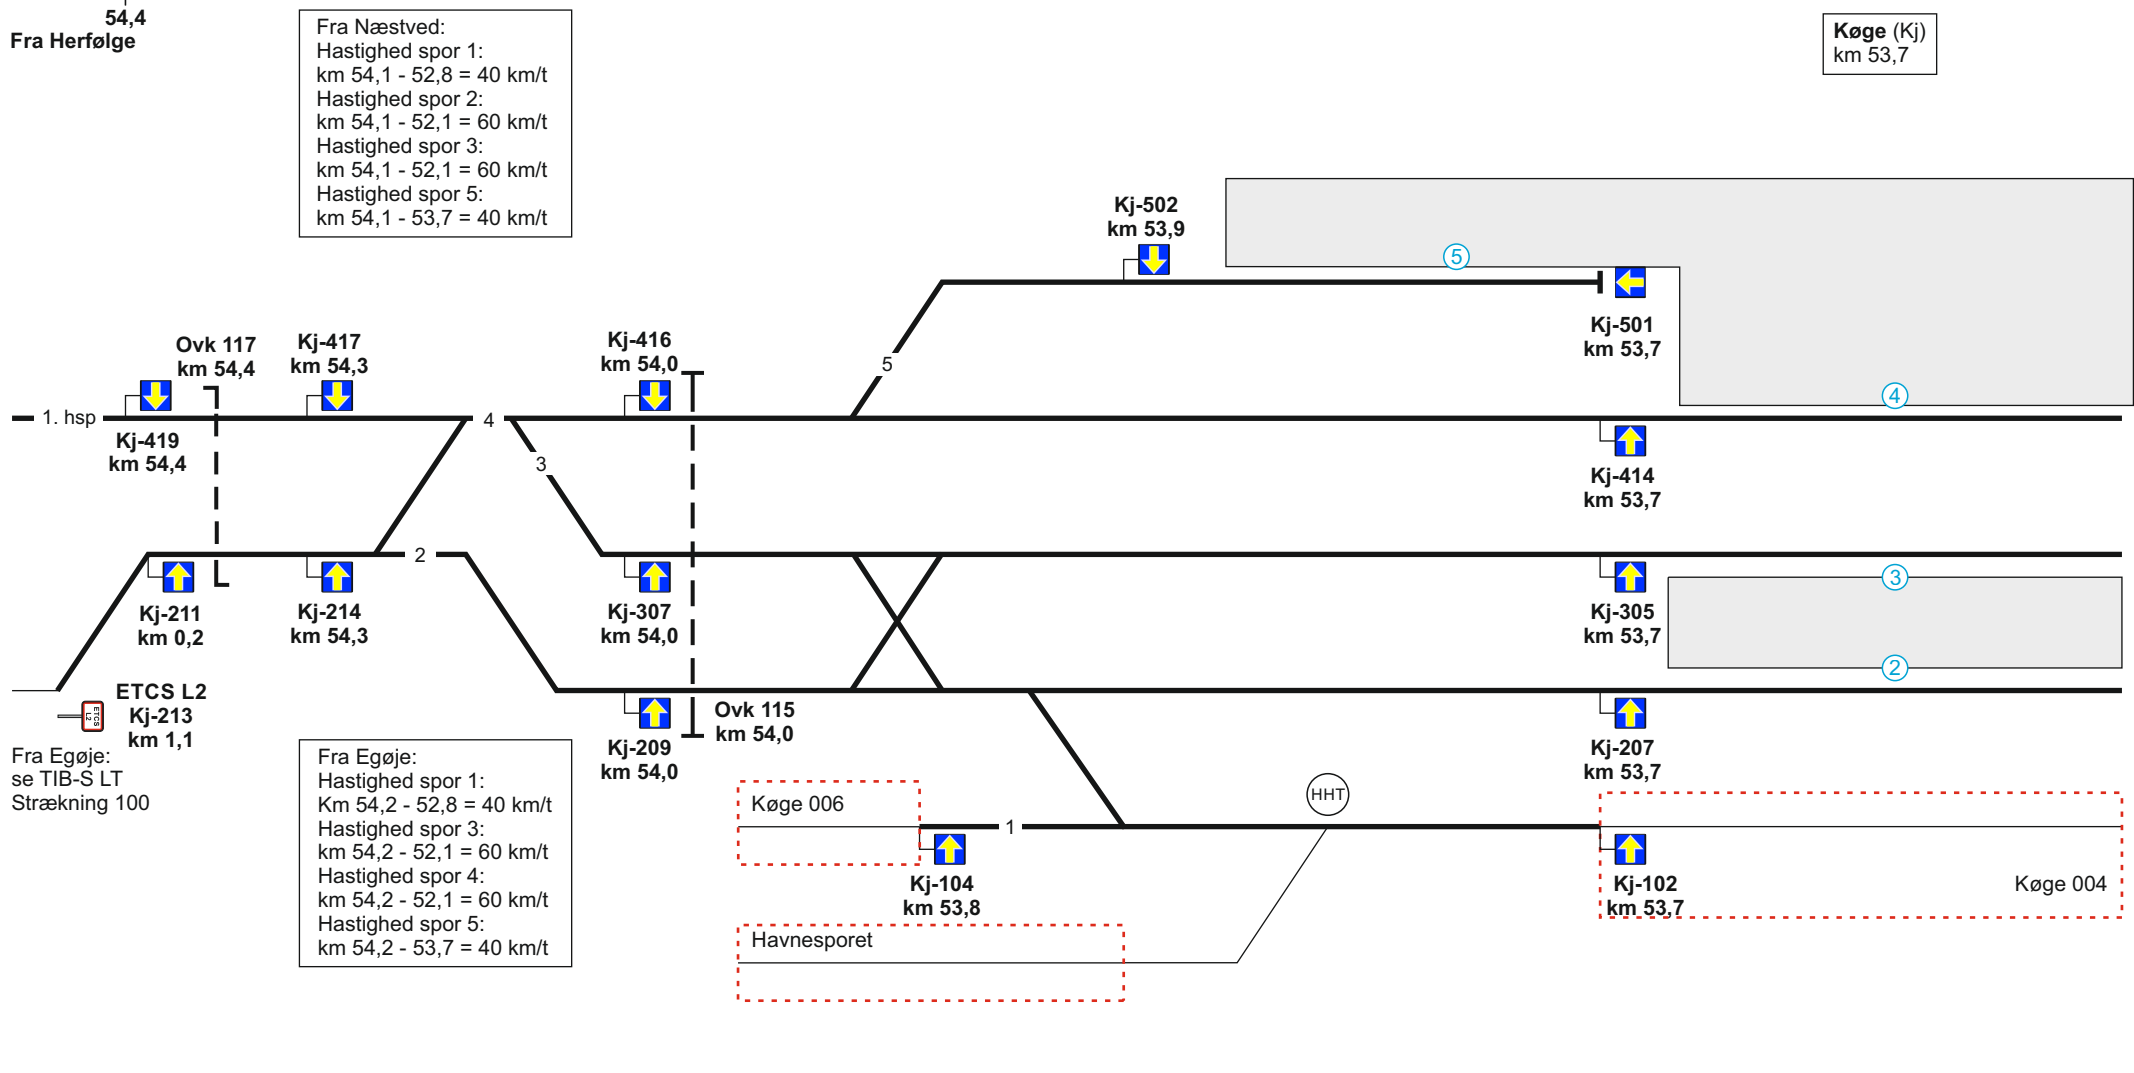 54,4
Fra Herfølge
Fra Næstved:
Hastighed spor 1:
km 54,1 - 52,8 = 40 km/t
Hastighed spor 2:
km 54,1 - 52,1 = 60 km/t
Hastighed spor 3:
km 54,1 - 52,1 = 60 km/t
Hastighed spor 5:
km 54,1 - 53,7 = 40 km/t
Køge (Kj)
km 53,7
Kj-502
km 53,9
5
Kj-501
km 53,7
Ovk 117
km 54,4
Kj-417
km 54,3
Kj-416
km 54,0
5
4
1. hsp
4
Kj-419
km 54,4
3
Kj-414
km 53,7
2
Kj-211
km 0,2
Kj-214
km 54,3
Kj-307
km 54,0
Kj-305
km 53,7
3
2
ETCS L2
Kj-213
km 1,1
ETCS
L2
Fra Egøje:
se TIB-S LT
Strækning 100
Kj-209
km 54,0
Ovk 115
km 54,0
Kj-207
km 53,7
Fra Egøje:
Hastighed spor 1:
Km 54,2 - 52,8 = 40 km/t
Hastighed spor 3:
km 54,2 - 52,1 = 60 km/t
Hastighed spor 4:
km 54,2 - 52,1 = 60 km/t
Hastighed spor 5:
km 54,2 - 53,7 = 40 km/t
Køge 006
HHT
1
Kj-104
km 53,8
Kj-102
km 53,7
Køge 004
Havnesporet